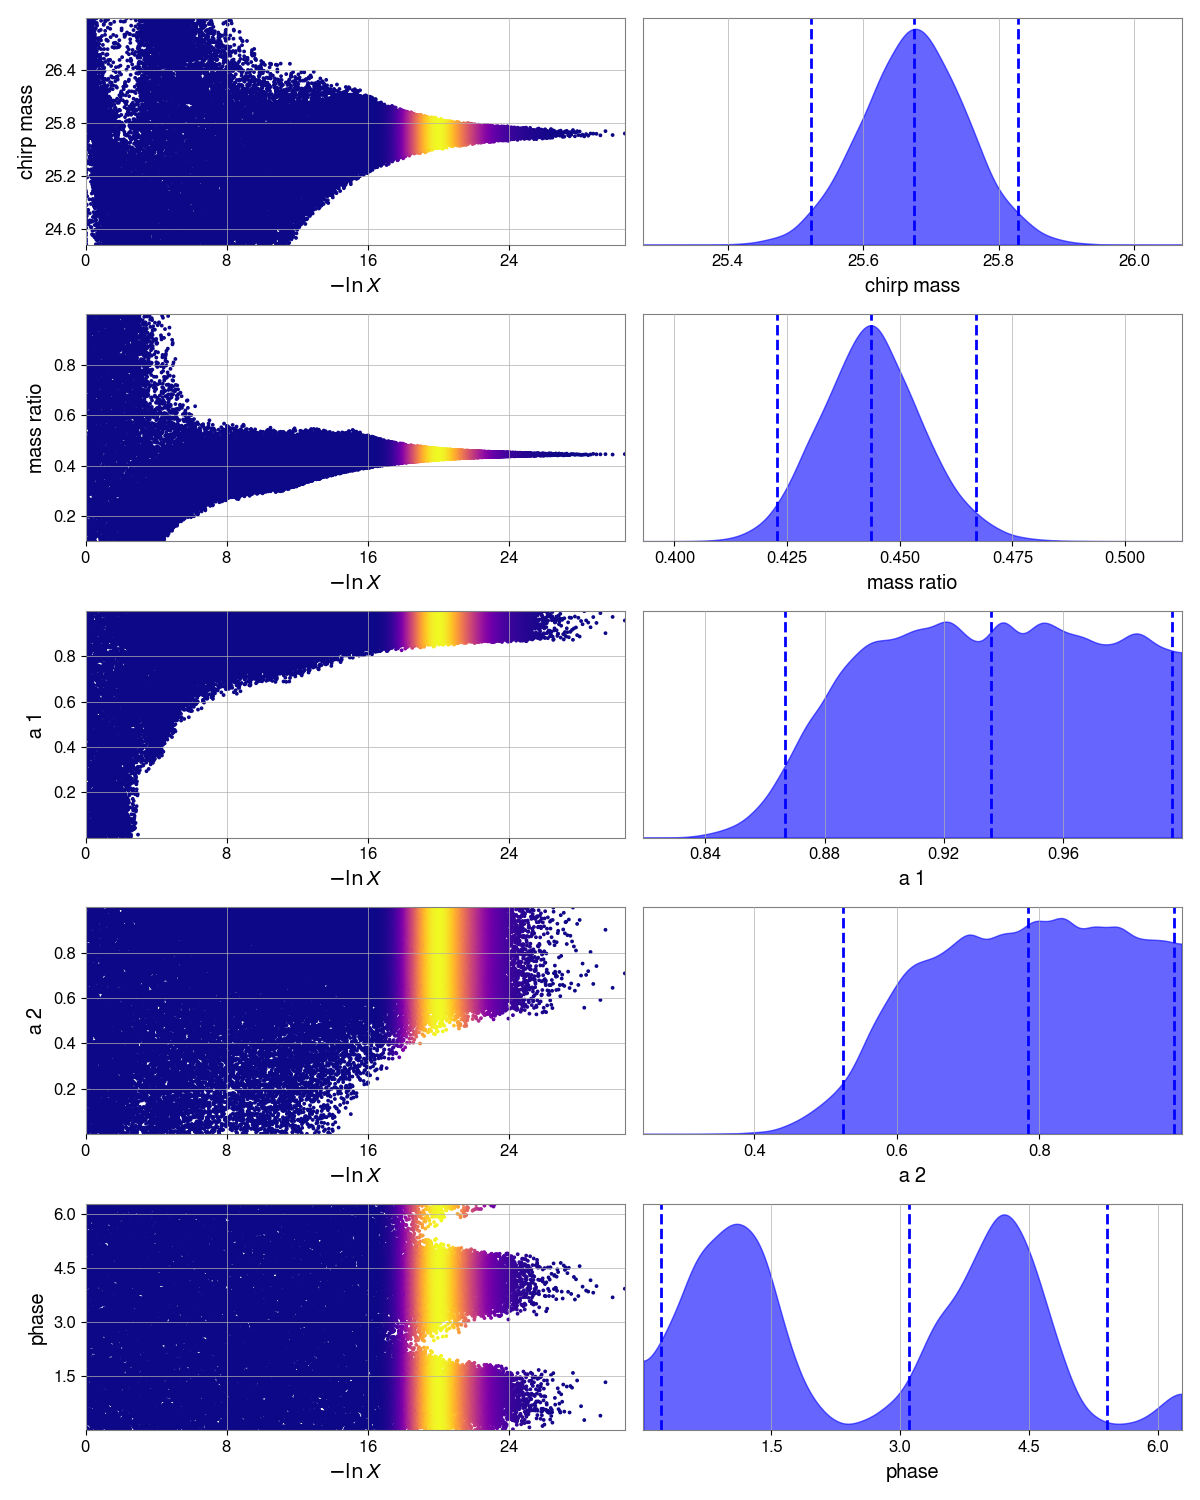 chirp mass
26.4
25.8
25.2
24.6
0 8 16 24
−ln X
25.4 25.6 25.8 26.0
chirp mass
mass ratio
0.8
0.6
0.4
0.2
0 8 16 24
−ln X
0.400 0.425 0.450 0.475 0.500
mass ratio
a 1
0.8
0.6
0.4
0.2
0 8 16 24
−ln X
0.84 0.88 0.92 0.96
a 1
a 2
0.8
0.6
0.4
0.2
0 8 16 24
−ln X
0.4 0.6 0.8
a 2
phase
6.0
4.5
3.0
1.5
0 8 16 24
−ln X
1.5 3.0 4.5 6.0
phase